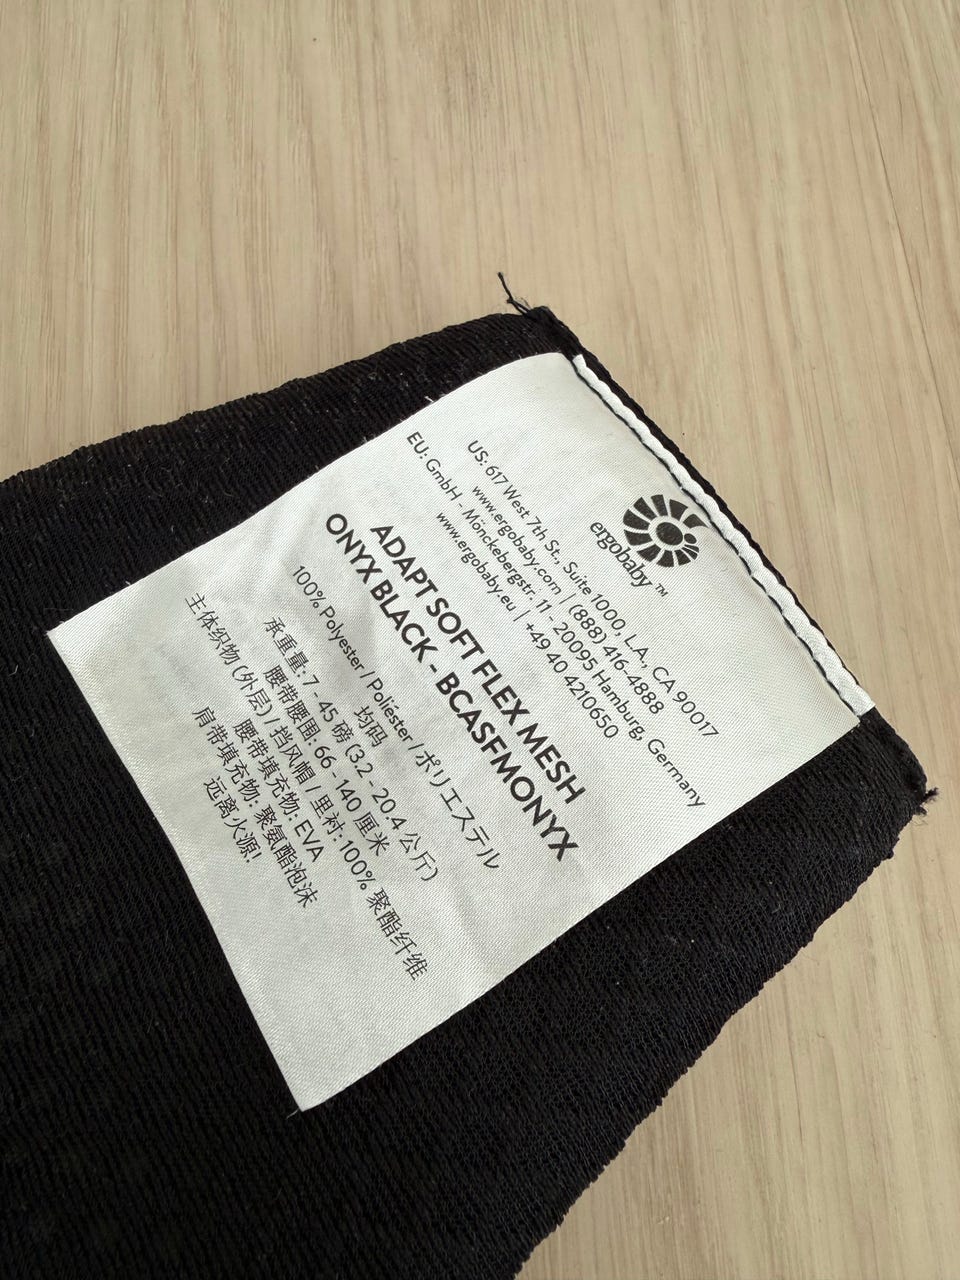 ergobaby™
US: 617 West 7th St., Suite 1000, L.A., CA 90017
www.ergobaby.com | (888) 416-4888
EU: GmbH - Mönckebergstr. 11 - 20095 Hamburg, Germany
www.ergobaby.eu | +49 40 4210650
ADAPT SOFT FLEX MESH
ONYX BLACK - BCASFMONYX
100% Polyester / Poliéster / ポリエステル
均码
承重量: 7 - 45 磅 (3.2 - 20.4 公斤)
腰带腰围: 66 - 140 厘米
主体织物 (外层) / 挡风帽 / 里衬: 100% 聚酯纤维
腰带填充物: EVA
肩带填充物: 聚氨酯泡沫
远离火源!